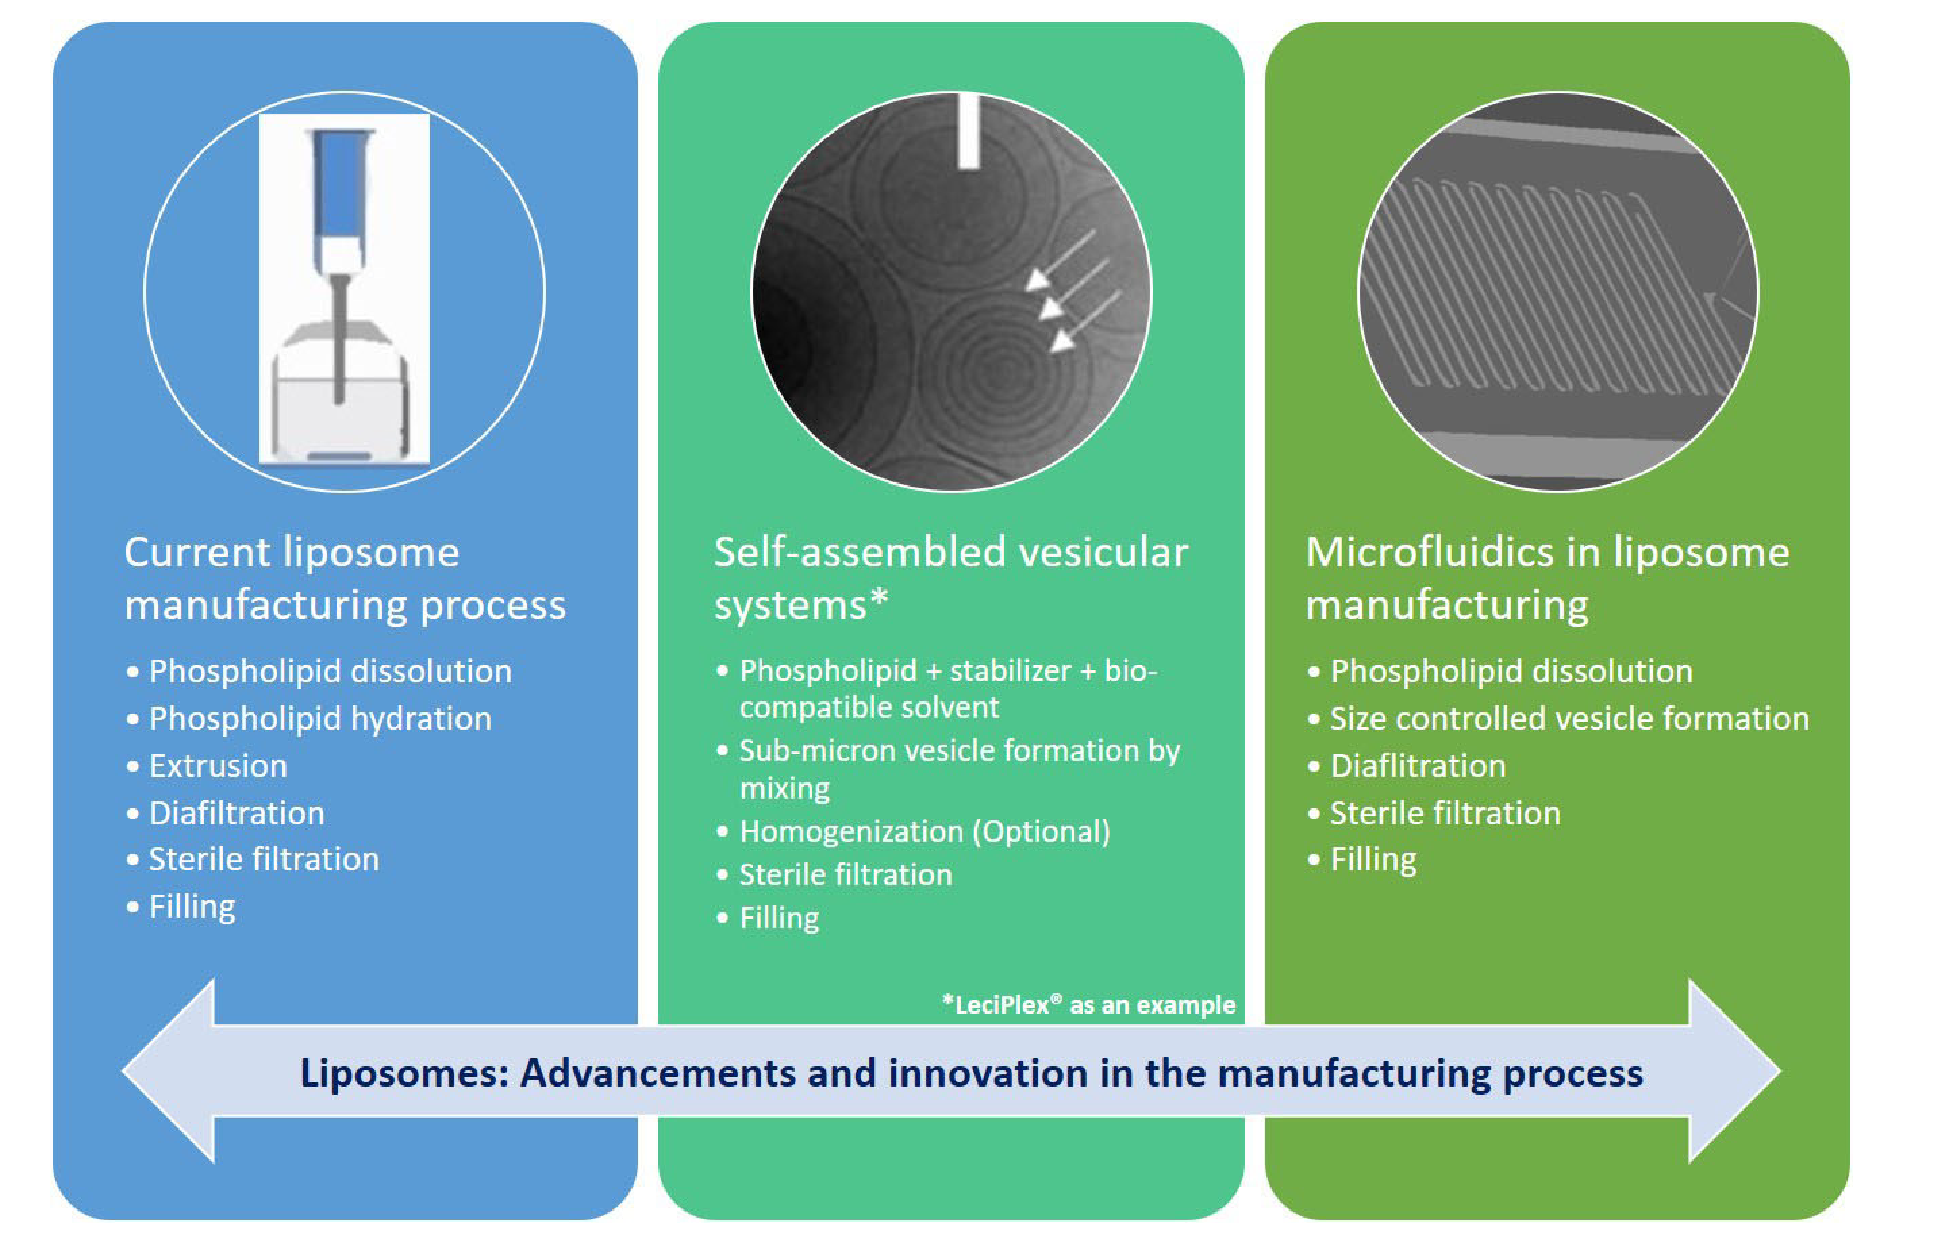 Current liposome
manufacturing process
• Phospholipid dissolution
• Phospholipid hydration
• Extrusion
• Diafiltration
• Sterile filtration
• Filling
Self-assembled vesicular
systems*
• Phospholipid + stabilizer + bio-
compatible solvent
• Sub-micron vesicle formation by
mixing
• Homogenization (Optional)
• Sterile filtration
• Filling
*LeciPlex® as an example
Microfluidics in liposome
manufacturing
• Phospholipid dissolution
• Size controlled vesicle formation
• Diaflitration
• Sterile filtration
• Filling
Liposomes: Advancements and innovation in the manufacturing process